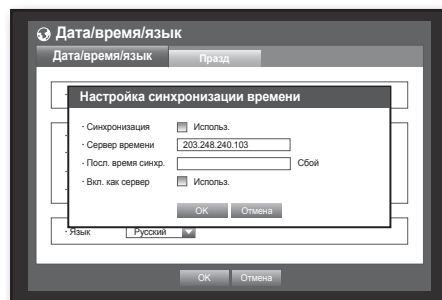 Дата/время/язык
Дата/время/язык Празд
Настройка синхронизации времени
· Синхронизация Использ.
· Сервер времени 203.248.240.103
· Посл. время синхр. Сбой
· Вкл. как сервер Использ.
OK Отмена
· Язык Русский
OK Отмена